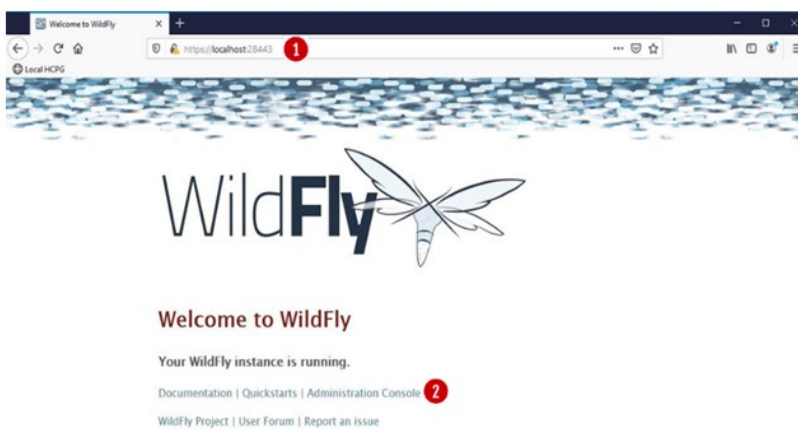 Welcome to WildFly
https://localhost:28443 1
Local HCPG
WildFly
Welcome to WildFly
Your WildFly instance is running.
Documentation | Quickstarts | Administration Console 2
WildFly Project | User Forum | Report an issue